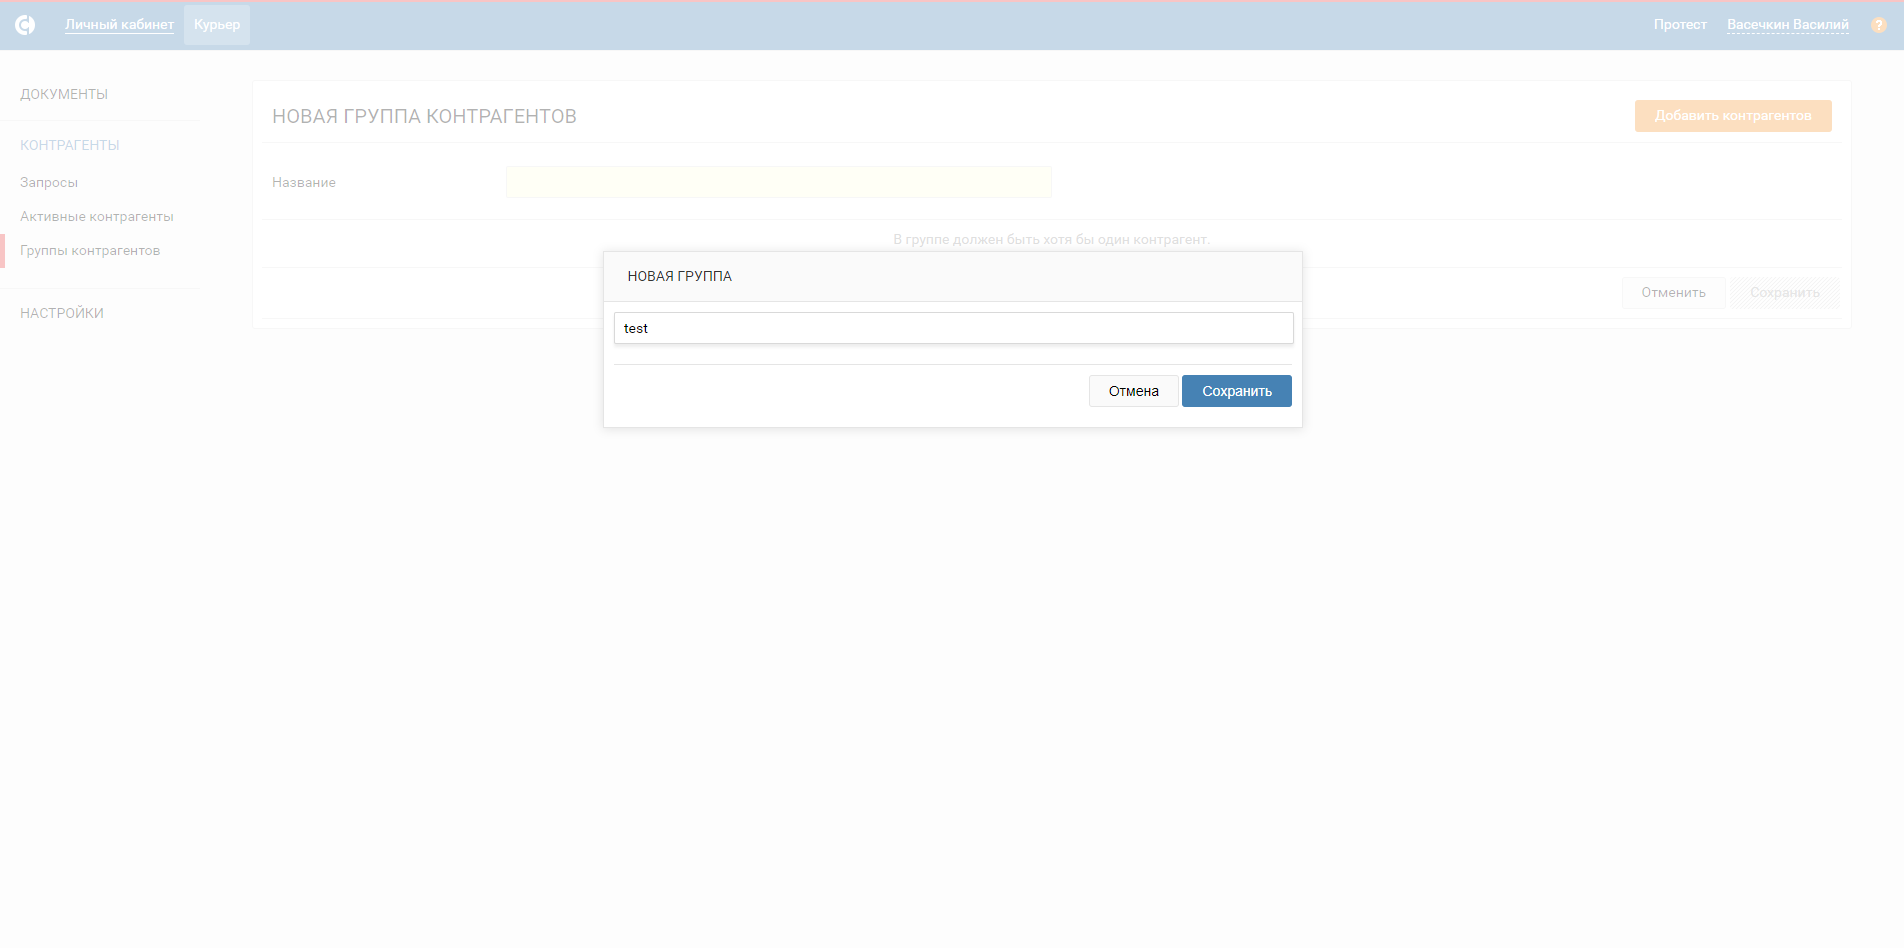 Личный кабинет Курьер Протест Васечкин Василий ?
ДОКУМЕНТЫ
КОНТРАГЕНТЫ
Запросы
Активные контрагенты
Группы контрагентов
НАСТРОЙКИ
НОВАЯ ГРУППА КОНТРАГЕНТОВ Добавить контрагентов
Название
В группе должен быть хотя бы один контрагент.
Отменить Сохранить
НОВАЯ ГРУППА
test
Отмена Сохранить